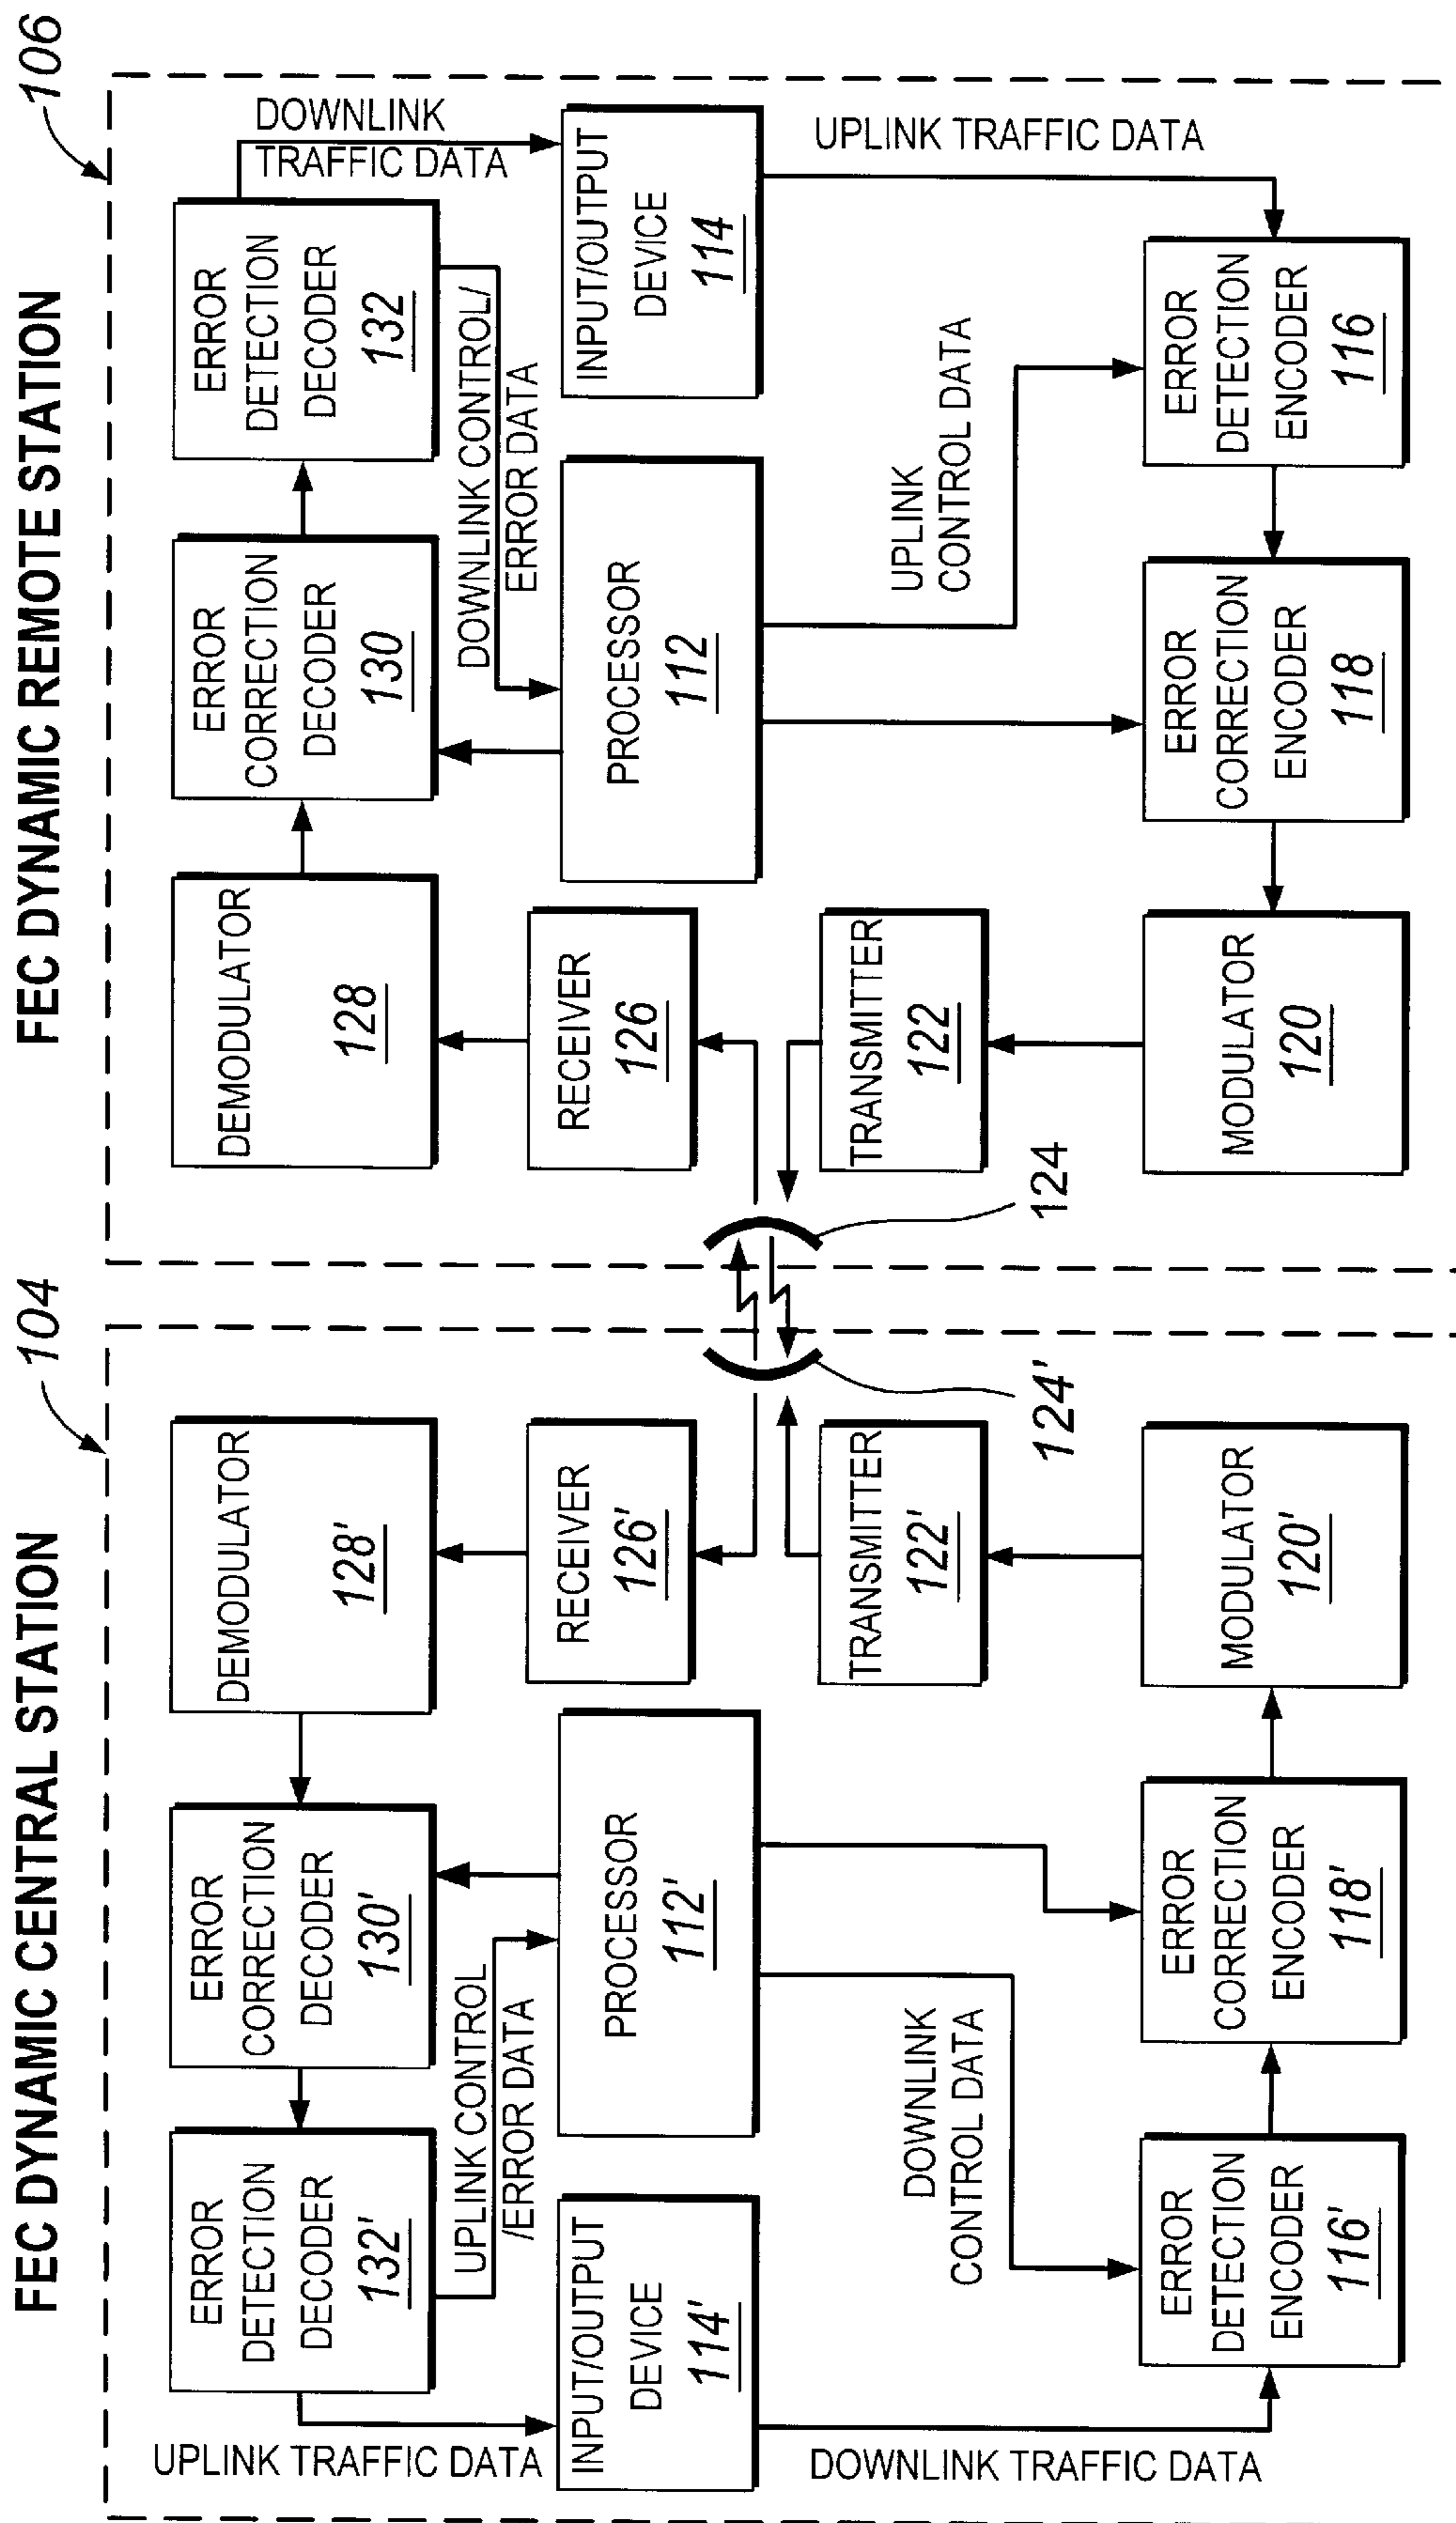 FEC DYNAMIC CENTRAL STATION
104
ERROR
DETECTION
DECODER
132'
ERROR
CORRECTION
DECODER
130'
DEMODULATOR
128'
UPLINK TRAFFIC DATA
UPLINK CONTROL
/ERROR DATA
INPUT/OUTPUT
DEVICE
114'
PROCESSOR
112'
RECEIVER
126'
TRANSMITTER
122'
124'
DOWNLINK TRAFFIC DATA
DOWNLINK
CONTROL DATA
ERROR
DETECTION
ENCODER
116'
ERROR
CORRECTION
ENCODER
118'
MODULATOR
120'
FEC DYNAMIC REMOTE STATION
106
DEMODULATOR
128
ERROR
CORRECTION
DECODER
130
ERROR
DETECTION
DECODER
132
DOWNLINK
TRAFFIC DATA
DOWNLINK CONTROL/
ERROR DATA
RECEIVER
126
PROCESSOR
112
INPUT/OUTPUT
DEVICE
114
TRANSMITTER
122
124
UPLINK
CONTROL DATA
UPLINK TRAFFIC DATA
MODULATOR
120
ERROR
CORRECTION
ENCODER
118
ERROR
DETECTION
ENCODER
116